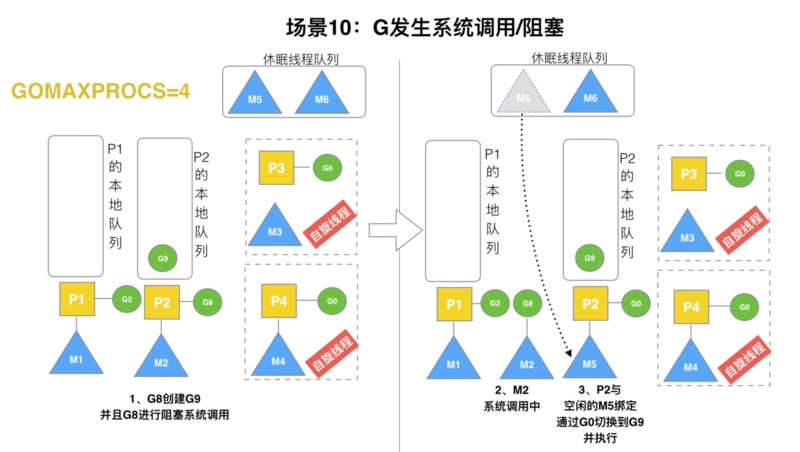 场景10：G发生系统调用/阻塞
GOMAXPROCS=4
休眠线程队列
M5
M6
P1的本地队列
P2的本地队列
G9
P1
G2
P2
G8
M1
M2
P3
G0
M3
自旋线程
P4
G0
M4
自旋线程
1、G8创建G9
并且G8进行阻塞系统调用
休眠线程队列
M5
M6
P1的本地队列
P2的本地队列
G9
P1
G2
G8
P2
G0
M1
M2
M5
P3
G0
M3
自旋线程
P4
G0
M4
自旋线程
2、M2
系统调用中
3、P2与
空闲的M5绑定
通过G0切换到G9
并执行